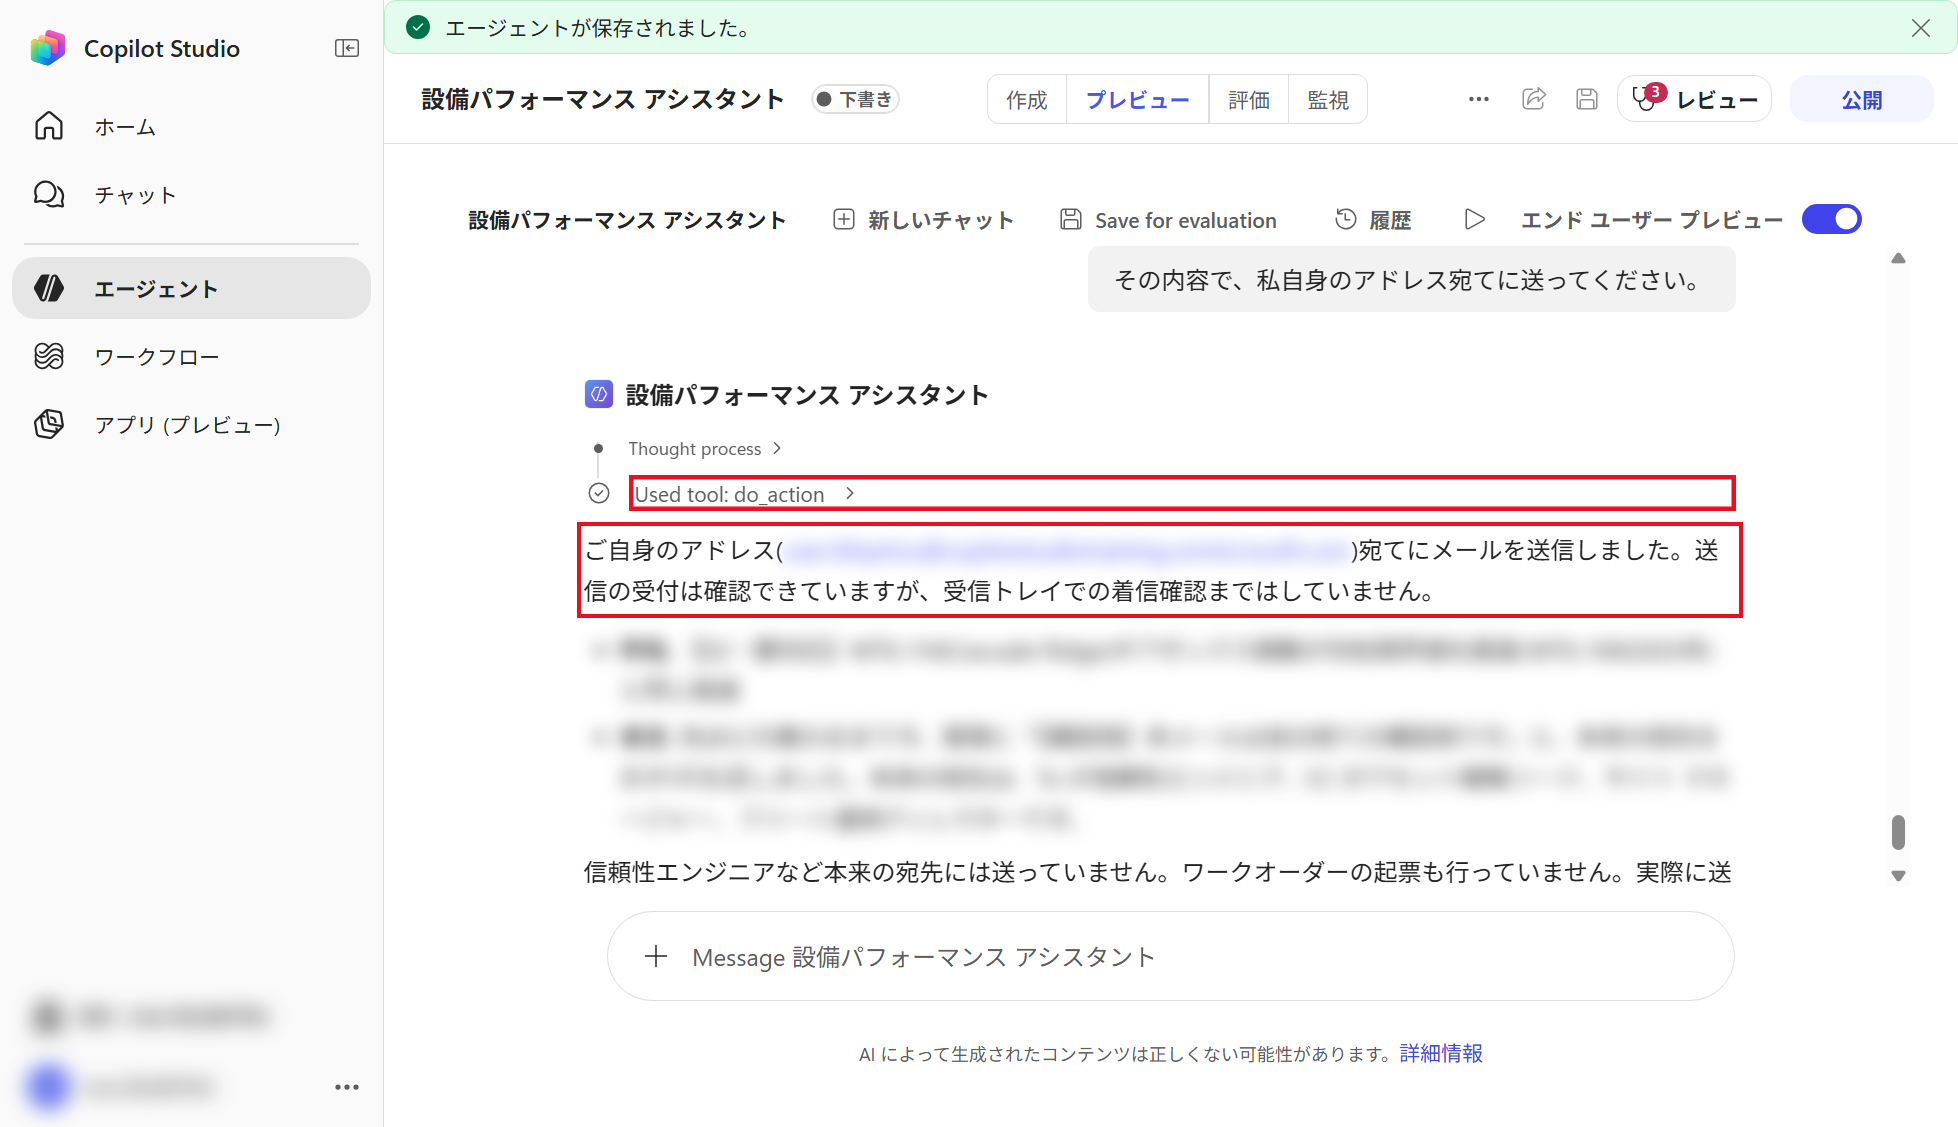 エージェントが保存されました。
Copilot Studio
ホーム
チャット
エージェント
ワークフロー
アプリ (プレビュー)
設備パフォーマンス アシスタント
下書き
作成
プレビュー
評価
監視
3
レビュー
公開
設備パフォーマンス アシスタント
新しいチャット
Save for evaluation
履歴
エンド ユーザー プレビュー
その内容で、私自身のアドレス宛てに送ってください。
設備パフォーマンス アシスタント
Thought process
Used tool: do_action
ご自身のアドレス( )宛てにメールを送信しました。送
信の受付は確認できていますが、受信トレイでの着信確認まではしていません。
信頼性エンジニアなど本来の宛先には送っていません。ワークオーダーの起票も行っていません。実際に送
Message 設備パフォーマンス アシスタント
AI によって生成されたコンテンツは正しくない可能性があります。詳細情報